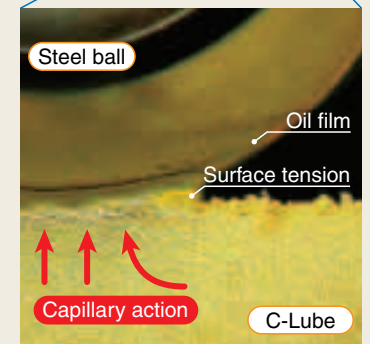 Steel ball
Oil film
Surface tension
Capillary action
C-Lube